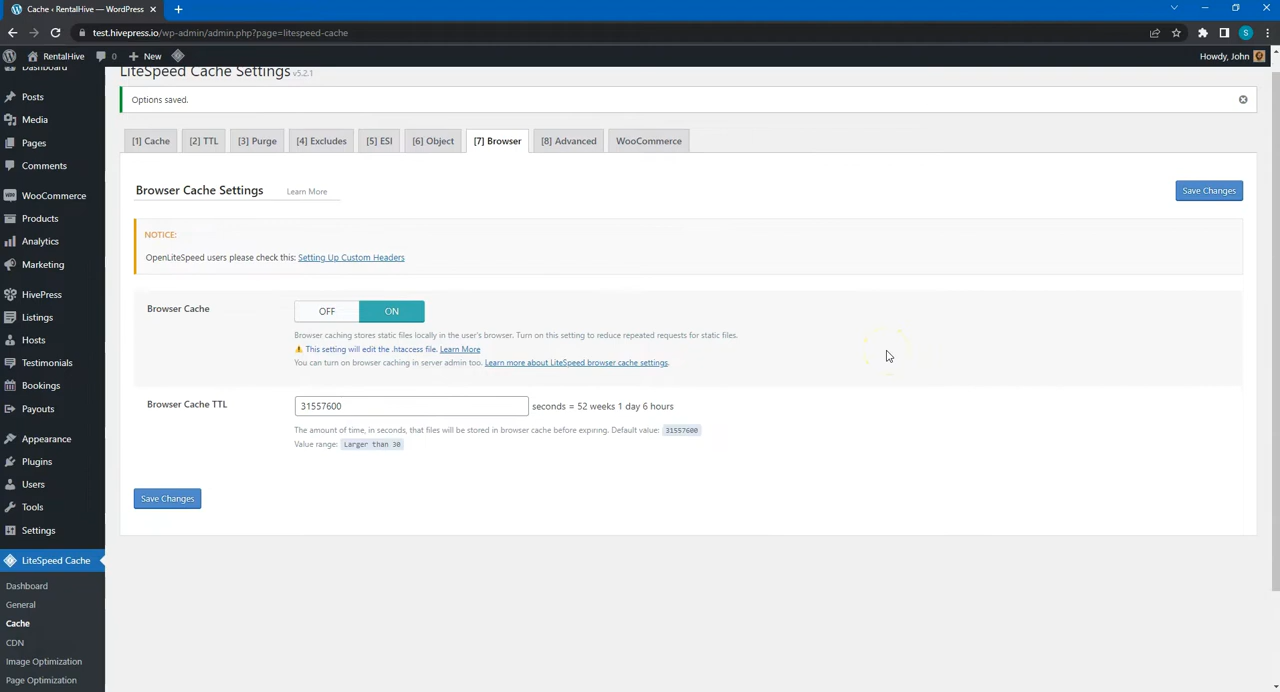 Cache ‹ RentalHive — WordPress
test.hivepress.io/wp-admin/admin.php?page=litespeed-cache
RentalHive 0 New Howdy, John
Dashboard
Posts
Media
Pages
Comments
WooCommerce
Products
Analytics
Marketing
HivePress
Listings
Hosts
Testimonials
Bookings
Payouts
Appearance
Plugins
Users
Tools
Settings
LiteSpeed Cache
Dashboard
General
Cache
CDN
Image Optimization
Page Optimization
LiteSpeed Cache Settings v5.2.1
Options saved.
[1] Cache [2] TTL [3] Purge [4] Excludes [5] ESI [6] Object [7] Browser [8] Advanced WooCommerce
Browser Cache Settings Learn More Save Changes
NOTICE:
OpenLiteSpeed users please check this: Setting Up Custom Headers
Browser Cache OFF ON
Browser caching stores static files locally in the user's browser. Turn on this setting to reduce repeated requests for static files.
This setting will edit the .htaccess file. Learn More
You can turn on browser caching in server admin too. Learn more about LiteSpeed browser cache settings.
Browser Cache TTL 31557600 seconds = 52 weeks 1 day 6 hours
The amount of time, in seconds, that files will be stored in browser cache before expiring. Default value: 31557600
Value range: Larger than 30
Save Changes